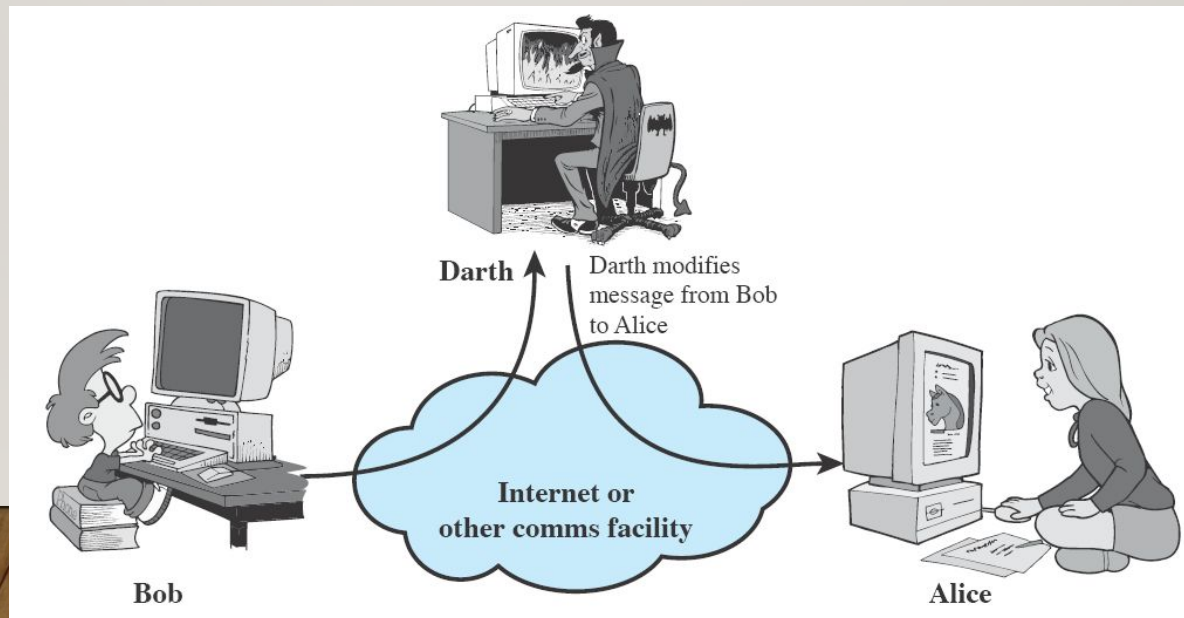 Darth
Darth modifies
message from Bob
to Alice
Internet or
other comms facility
Bob
Alice